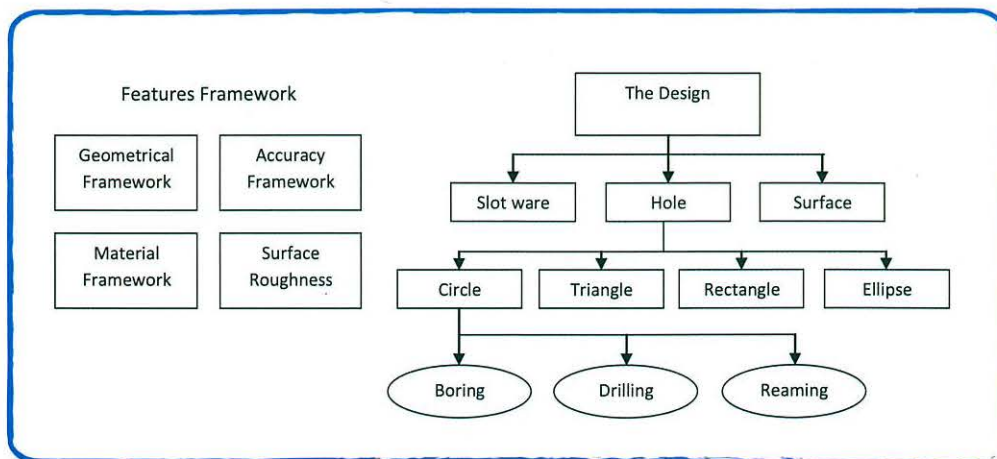 Features Framework
Geometrical
Framework
Accuracy
Framework
Material
Framework
Surface
Roughness
The Design
Slot ware
Hole
Surface
Circle
Triangle
Rectangle
Ellipse
Boring
Drilling
Reaming